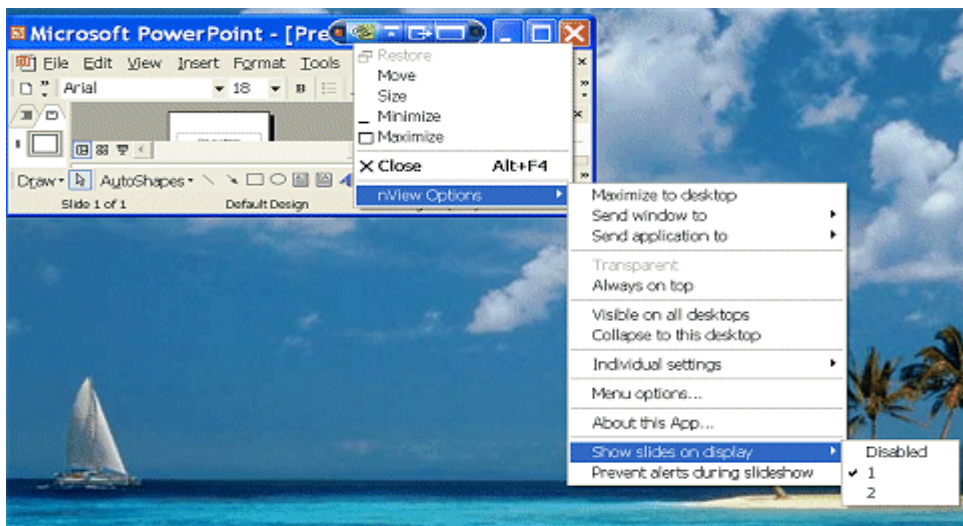 Microsoft PowerPoint - [Pre
File Edit View Insert Format Tools
Arial 18 B
Draw AutoShapes
Slide 1 of 1 Default Design
Restore
Move
Size
Minimize
Maximize
Close Alt+F4
nView Options
Maximize to desktop
Send window to
Send application to
Transparent
Always on top
Visible on all desktops
Collapse to this desktop
Individual settings
Menu options...
About this App...
Show slides on display
Prevent alerts during slideshow
Disabled
1
2